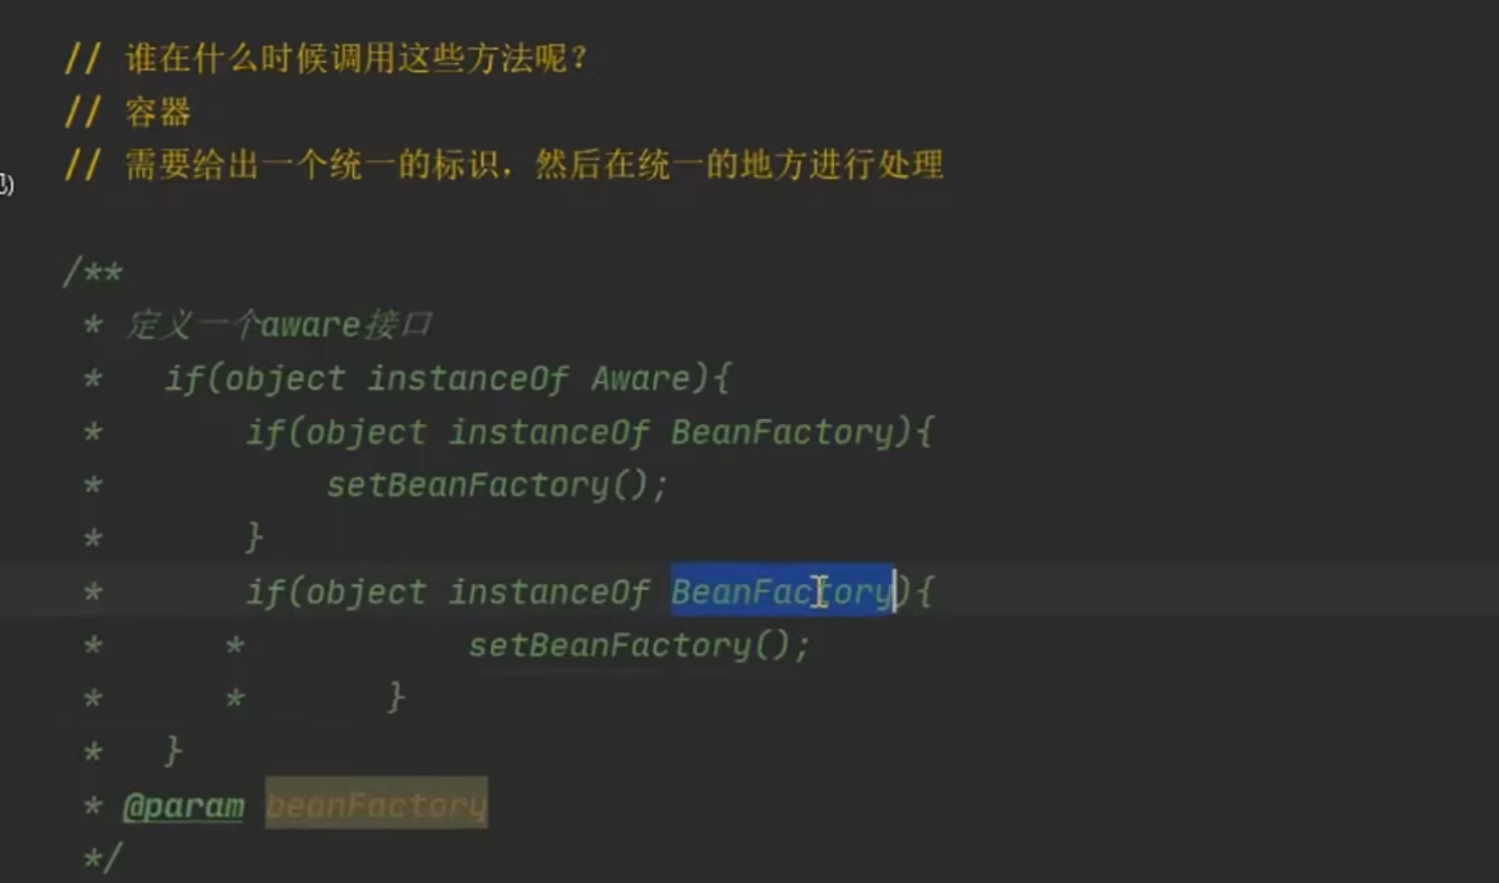 // 谁在什么时候调用这些方法呢？
// 容器
// 需要给出一个统一的标识，然后在统一的地方进行处理
/**
* 定义一个aware接口
* if(object instanceOf Aware){
* if(object instanceOf BeanFactory){
* setBeanFactory();
* }
* if(object instanceOf BeanFactory){
* * setBeanFactory();
* * }
* }
* @param beanFactory
*/